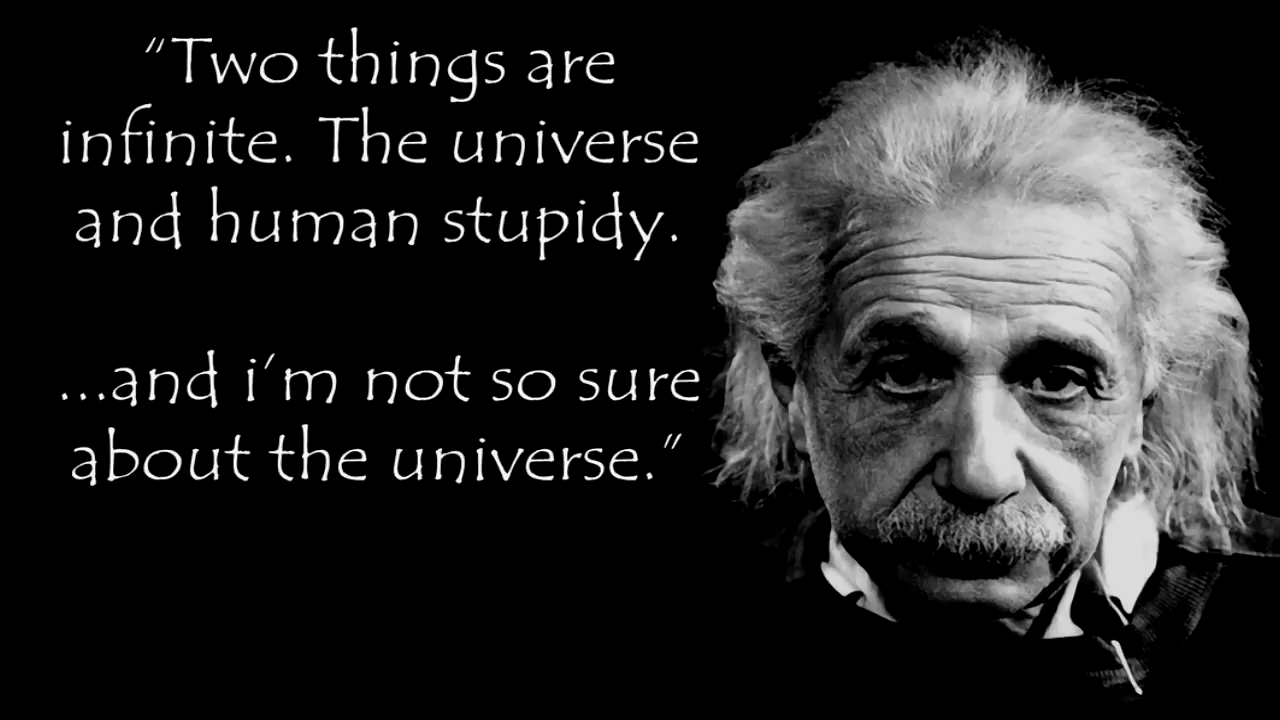 “Two things are
infinite. The universe
and human stupidy.
...and i’m not so sure
about the universe.”